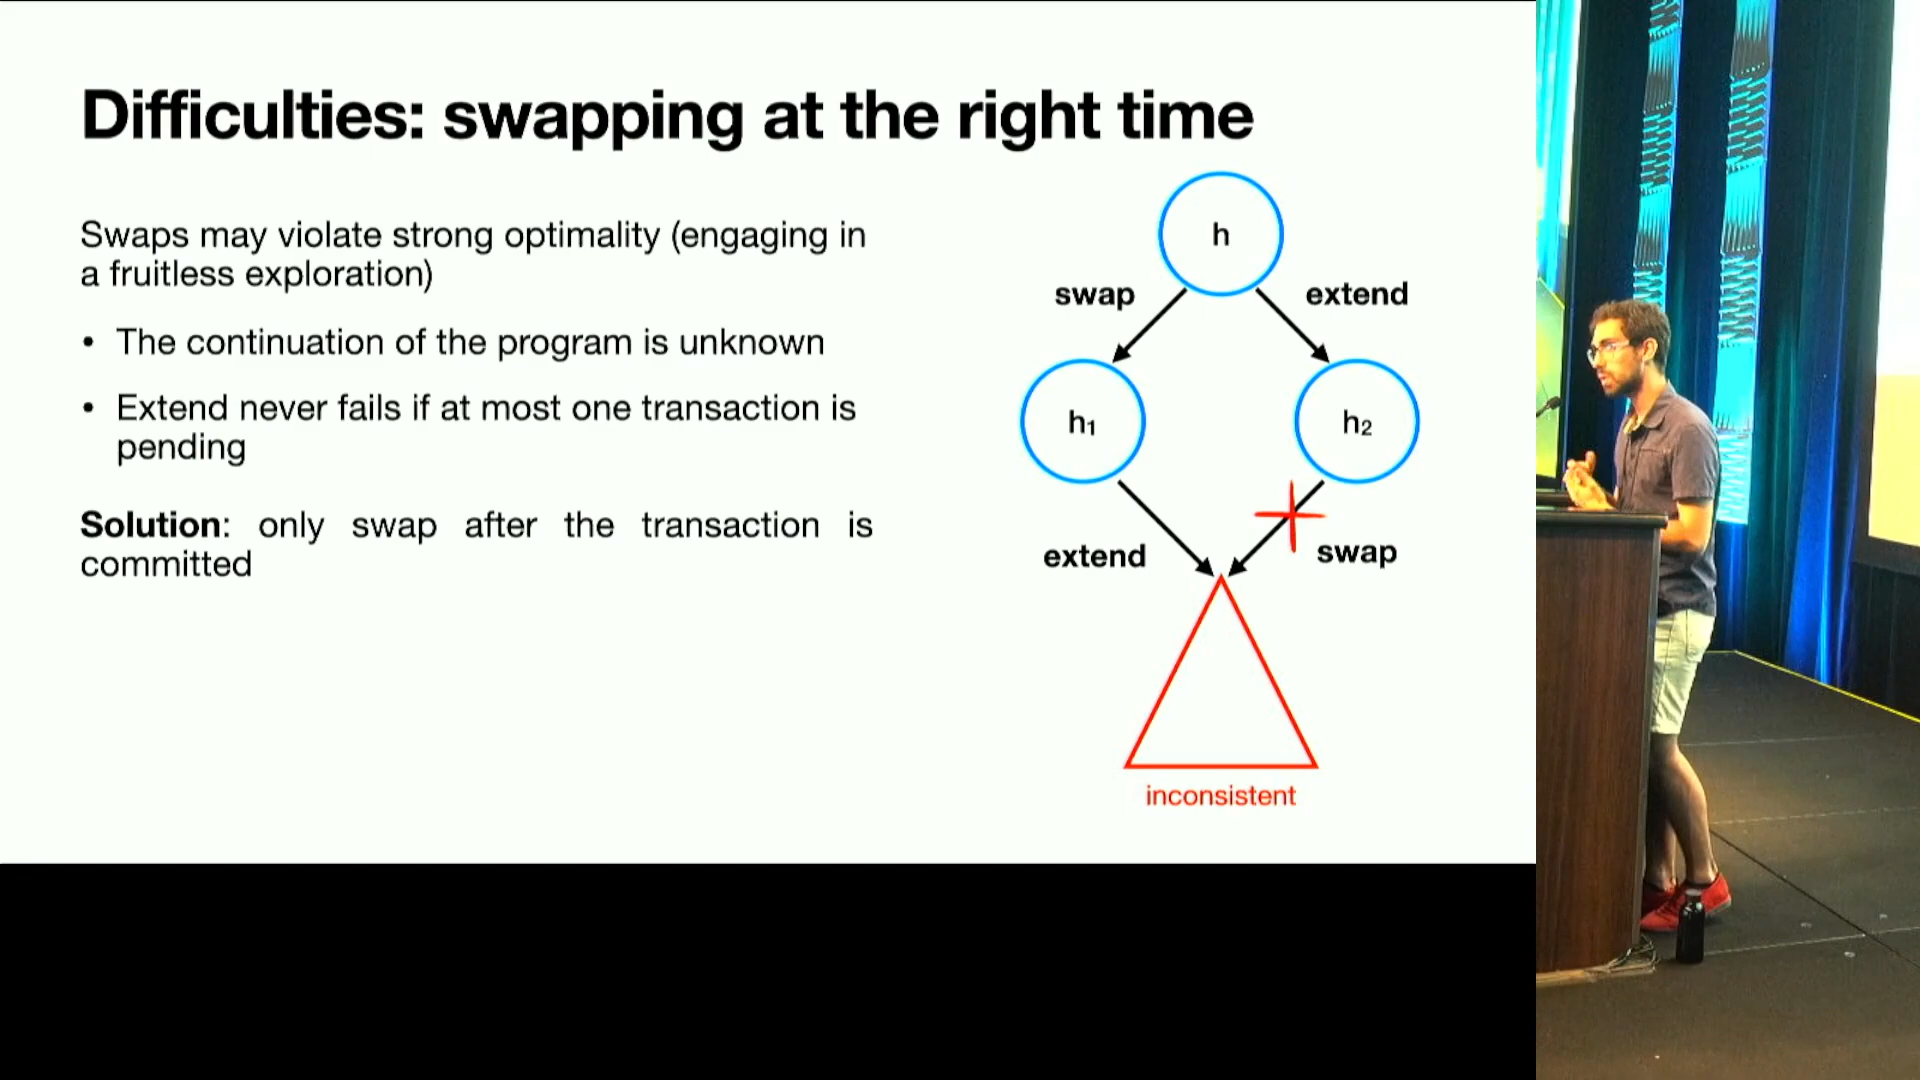 Difficulties: swapping at the right time
Swaps may violate strong optimality (engaging in
a fruitless exploration)
• The continuation of the program is unknown
• Extend never fails if at most one transaction is
pending
Solution: only swap after the transaction is
committed
h
swap
extend
h₁
h₂
extend
swap
inconsistent